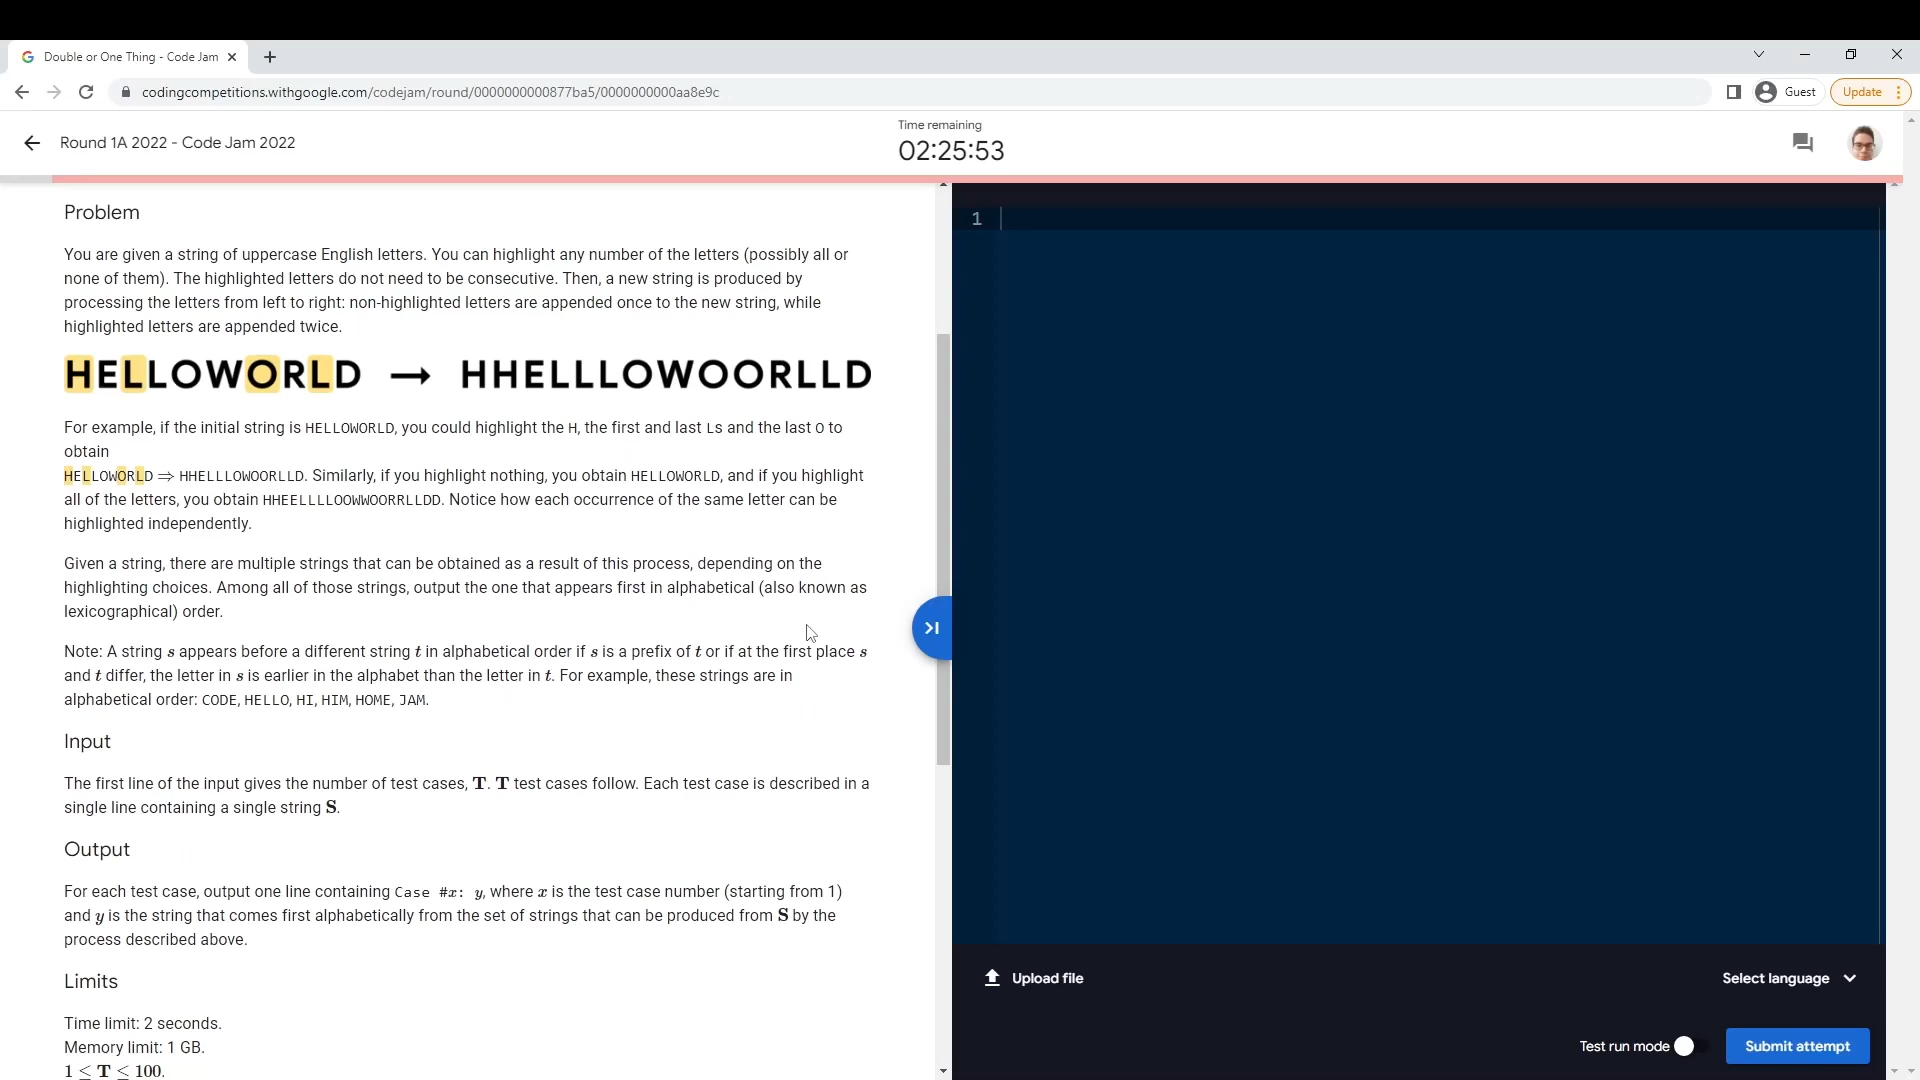 Double or One Thing - Code Jam
codingcompetitions.withgoogle.com/codejam/round/0000000000877ba5/0000000000aa8e9c
Guest
Update
Round 1A 2022 - Code Jam 2022
Time remaining
02:25:53
Problem
You are given a string of uppercase English letters. You can highlight any number of the letters (possibly all or
none of them). The highlighted letters do not need to be consecutive. Then, a new string is produced by
processing the letters from left to right: non-highlighted letters are appended once to the new string, while
highlighted letters are appended twice.
HELLOWORLD → HHELLLOWOORLLD
For example, if the initial string is HELLOWORLD, you could highlight the H, the first and last Ls and the last O to
obtain
HELLOWORLD ⇒ HHELLLOWOORLLD. Similarly, if you highlight nothing, you obtain HELLOWORLD, and if you highlight
all of the letters, you obtain HHEELLLLOOWWOORRLLDD. Notice how each occurrence of the same letter can be
highlighted independently.
Given a string, there are multiple strings that can be obtained as a result of this process, depending on the
highlighting choices. Among all of those strings, output the one that appears first in alphabetical (also known as
lexicographical) order.
Note: A string s appears before a different string t in alphabetical order if s is a prefix of t or if at the first place s
and t differ, the letter in s is earlier in the alphabet than the letter in t. For example, these strings are in
alphabetical order: CODE, HELLO, HI, HIM, HOME, JAM.
Input
The first line of the input gives the number of test cases, T. T test cases follow. Each test case is described in a
single line containing a single string S.
Output
For each test case, output one line containing Case #x: y, where x is the test case number (starting from 1)
and y is the string that comes first alphabetically from the set of strings that can be produced from S by the
process described above.
Limits
Time limit: 2 seconds.
Memory limit: 1 GB.
1 ≤ T ≤ 100.
1
Upload file
Select language
Test run mode
Submit attempt